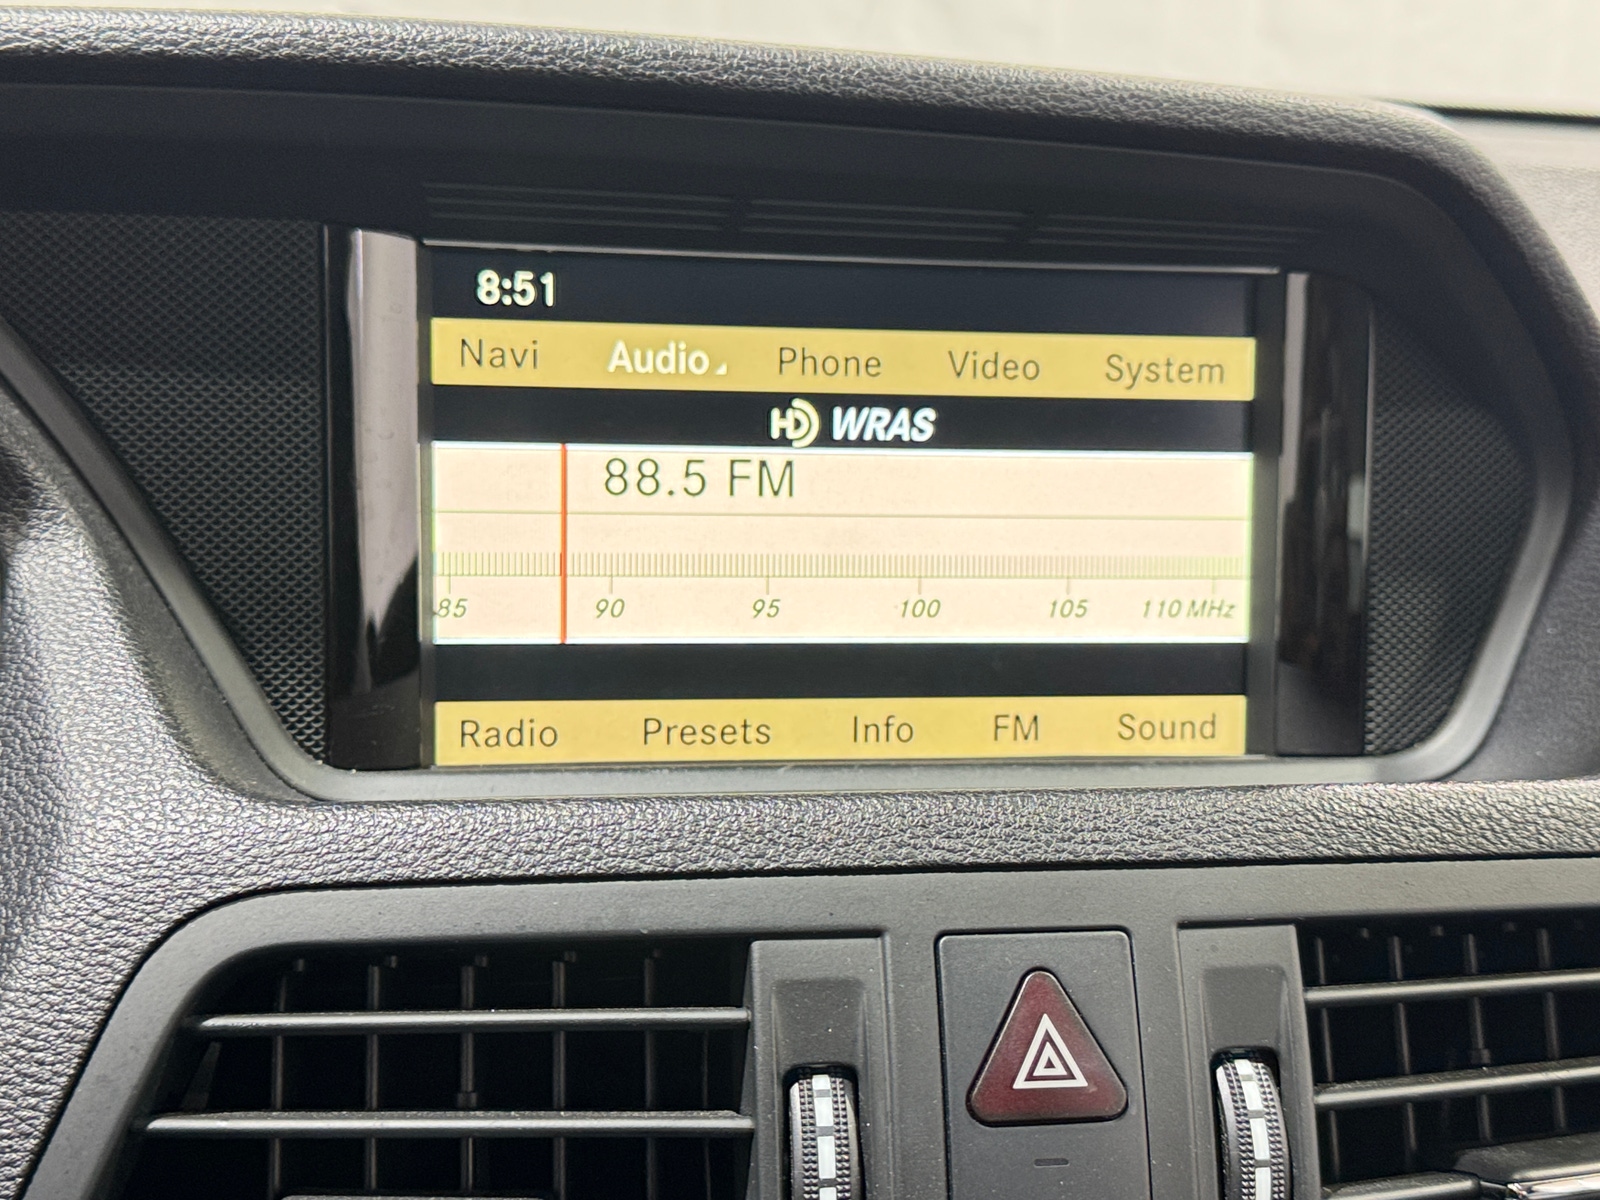 8:51
Navi Audio Phone Video System
HD WRAS
88.5 FM
85 90 95 100 105 110 MHz
Radio Presets Info FM Sound